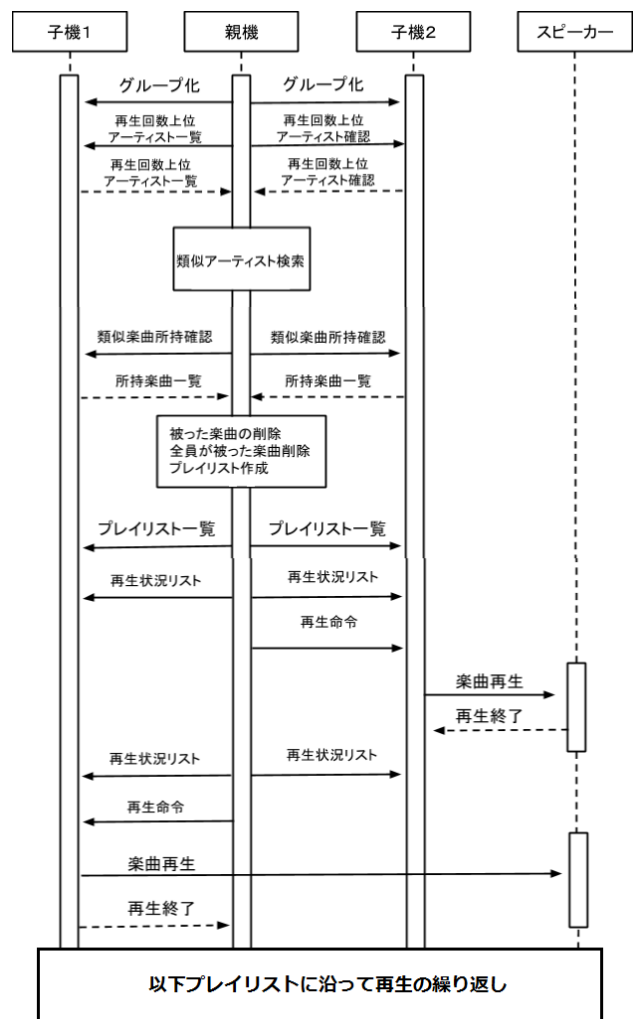 子機1
親機
子機2
スピーカー
グループ化
グループ化
再生回数上位
アーティスト一覧
再生回数上位
アーティスト確認
再生回数上位
アーティスト一覧
再生回数上位
アーティスト確認
類似アーティスト検索
類似楽曲所持確認
類似楽曲所持確認
所持楽曲一覧
所持楽曲一覧
被った楽曲の削除
全員が被った楽曲削除
プレイリスト作成
プレイリスト一覧
プレイリスト一覧
再生状況リスト
再生状況リスト
再生命令
楽曲再生
再生終了
再生状況リスト
再生状況リスト
再生命令
楽曲再生
再生終了
以下プレイリストに沿って再生の繰り返し